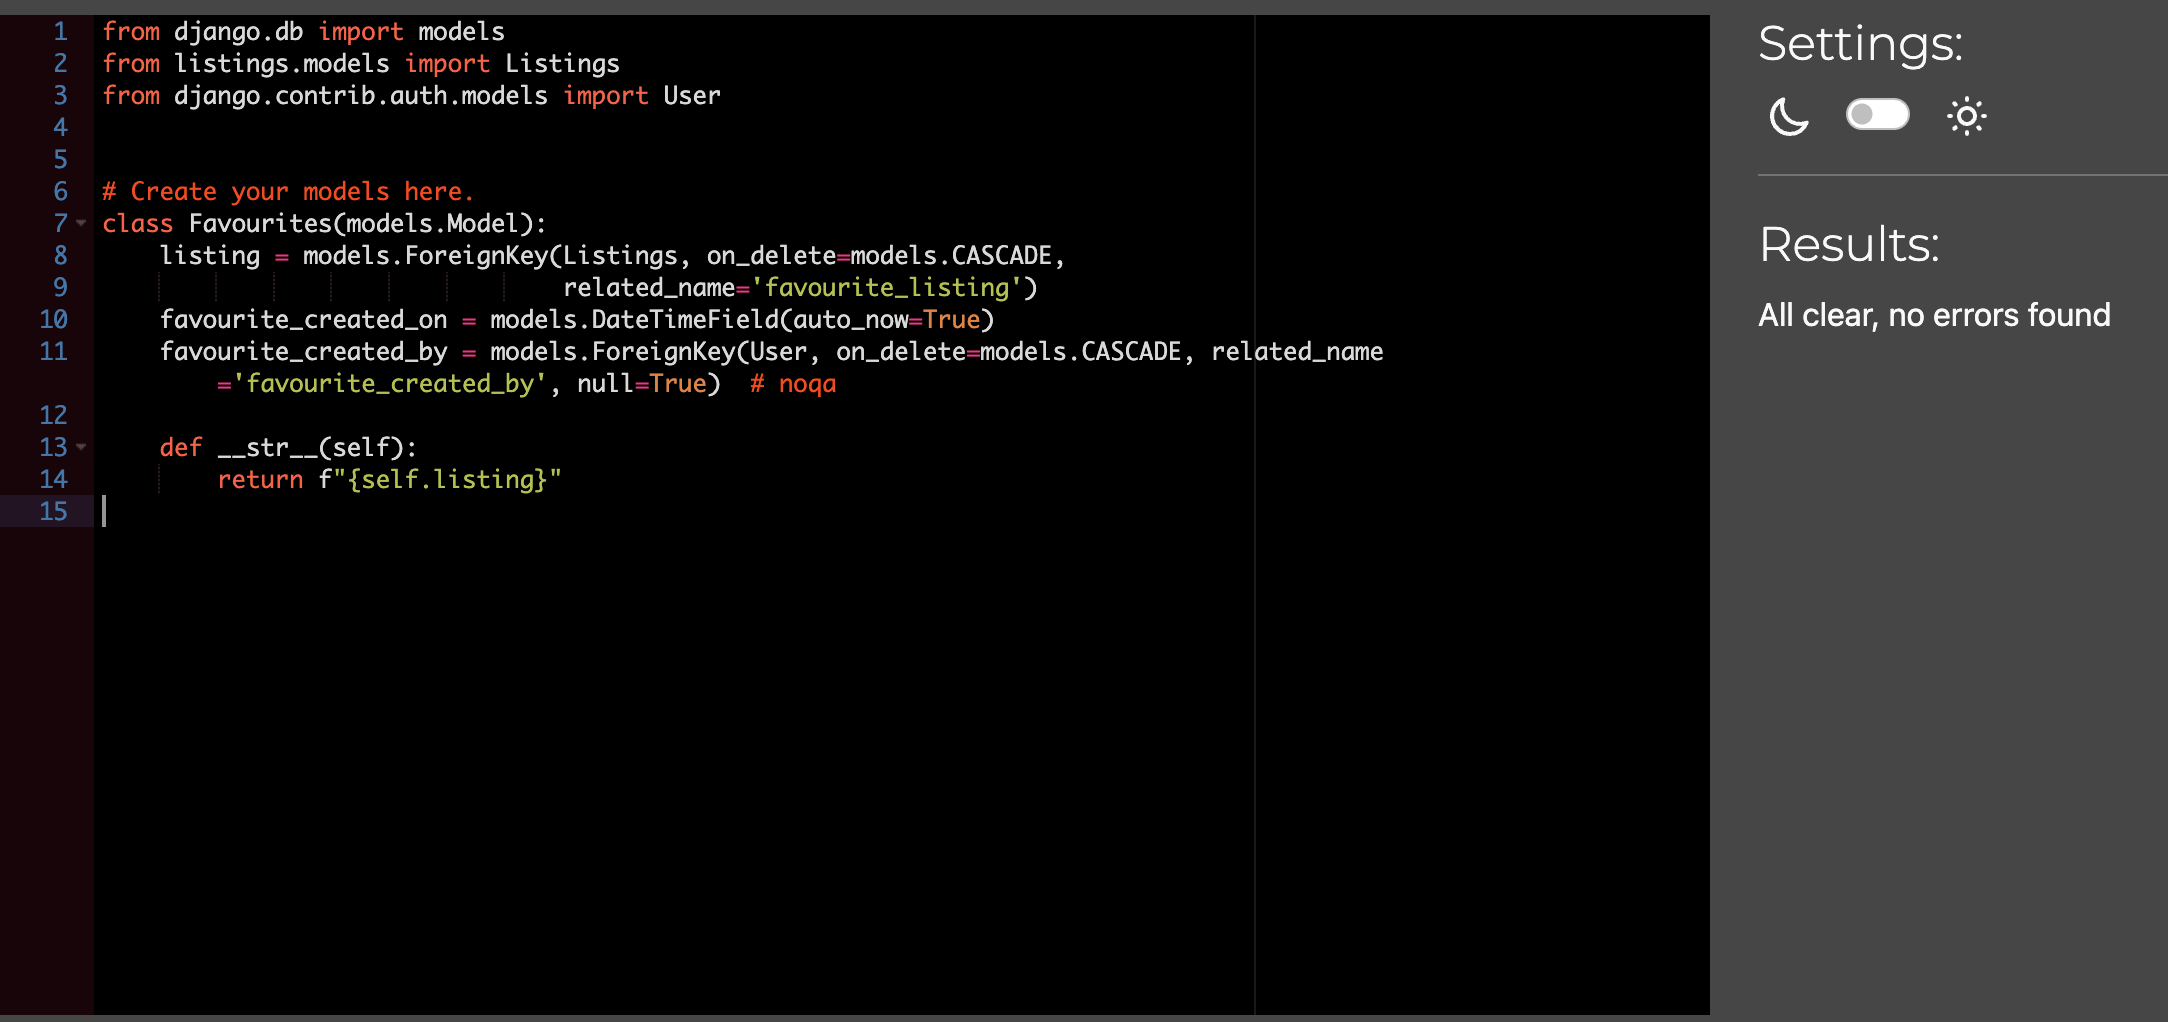 1 from django.db import models
2 from listings.models import Listings
3 from django.contrib.auth.models import User
4
5
6 # Create your models here.
7 class Favourites(models.Model):
8     listing = models.ForeignKey(Listings, on_delete=models.CASCADE,
9                                 related_name='favourite_listing')
10     favourite_created_on = models.DateTimeField(auto_now=True)
11     favourite_created_by = models.ForeignKey(User, on_delete=models.CASCADE, related_name
        ='favourite_created_by', null=True)  # noqa
12
13     def __str__(self):
14         return f"{self.listing}"
15
Settings:
Results:
All clear, no errors found